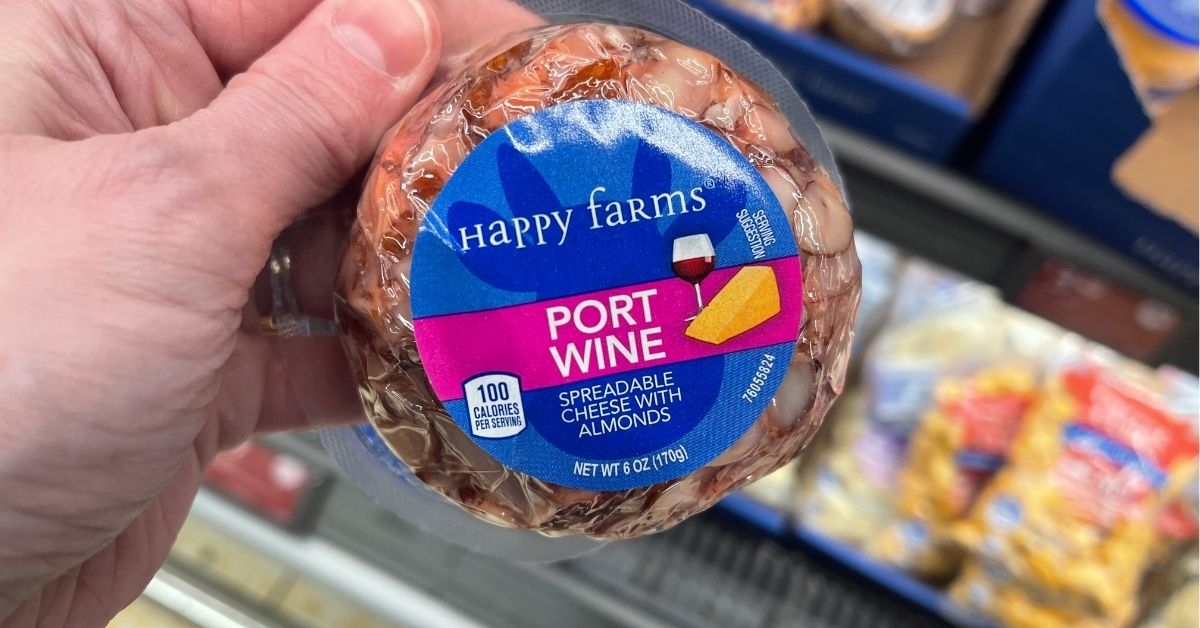 Happy farms®
SERVING
SUGGESTION
PORT
WINE
100
CALORIES
PER SERVING
SPREADABLE
CHEESE WITH
ALMONDS
76055824
NET WT 6 OZ (170g)